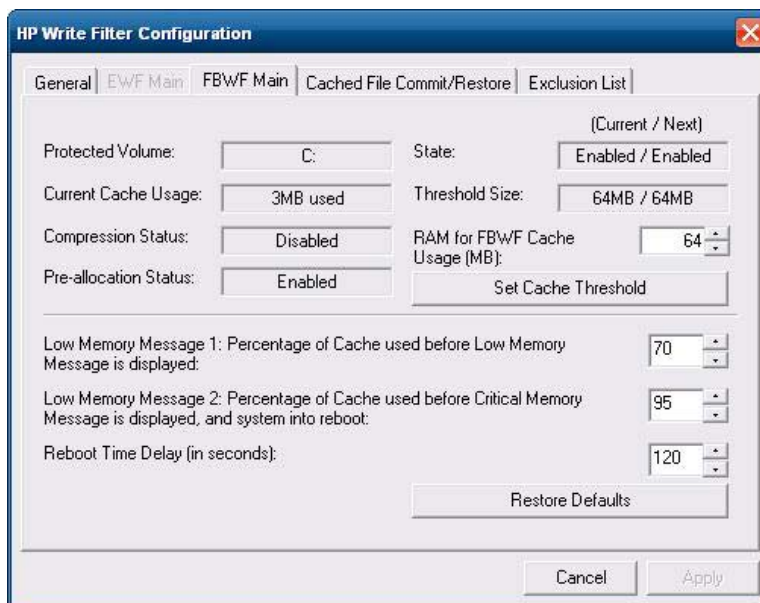 HP Write Filter Configuration
General EWF Main FBWF Main Cached File Commit/Restore Exclusion List
(Current / Next)
Protected Volume: C: State: Enabled / Enabled
Current Cache Usage: 3MB used Threshold Size: 64MB / 64MB
Compression Status: Disabled RAM for FBWF Cache Usage (MB): 64
Pre-allocation Status: Enabled Set Cache Threshold
Low Memory Message 1: Percentage of Cache used before Low Memory
Message is displayed: 70
Low Memory Message 2: Percentage of Cache used before Critical Memory
Message is displayed, and system into reboot: 95
Reboot Time Delay (in seconds): 120
Restore Defaults
Cancel Apply